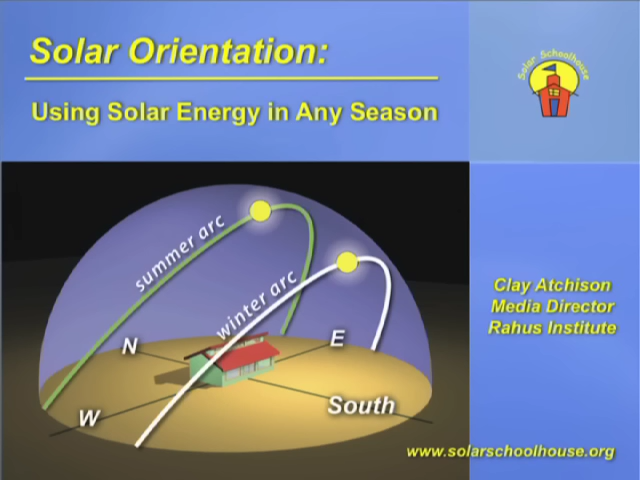 Solar Orientation:
Solar Schoolhouse
Using Solar Energy in Any Season
summer arc
winter arc
Clay Atchison
Media Director
Rahus Institute
N
E
W
South
www.solarschoolhouse.org